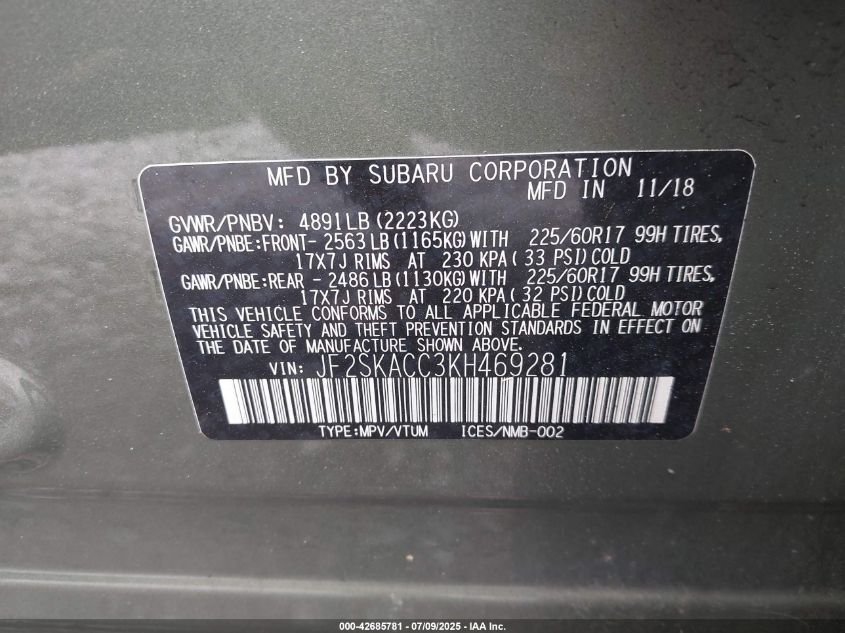 MFD BY SUBARU CORPORATION
MFD IN 11/18
GVWR/PNBV: 4891LB (2223KG)
GAWR/PNBE:FRONT- 2563 LB (1165KG) WITH 225/60R17 99H TIRES,
17X7J RIMS AT 230 KPA ( 33 PSI) COLD
GAWR/PNBE:REAR - 2486 LB (1130KG) WITH 225/60R17 99H TIRES,
17X7J RIMS AT 220 KPA ( 32 PSI) COLD
THIS VEHICLE CONFORMS TO ALL APPLICABLE FEDERAL MOTOR
VEHICLE SAFETY AND THEFT PREVENTION STANDARDS IN EFFECT ON
THE DATE OF MANUFACTURE SHOWN ABOVE.
VIN: JF2SKACC3KH469281
TYPE:MPV/VTUM ICES/NMB-002
000-42685781 / 07/09/2025 - IAA Inc.